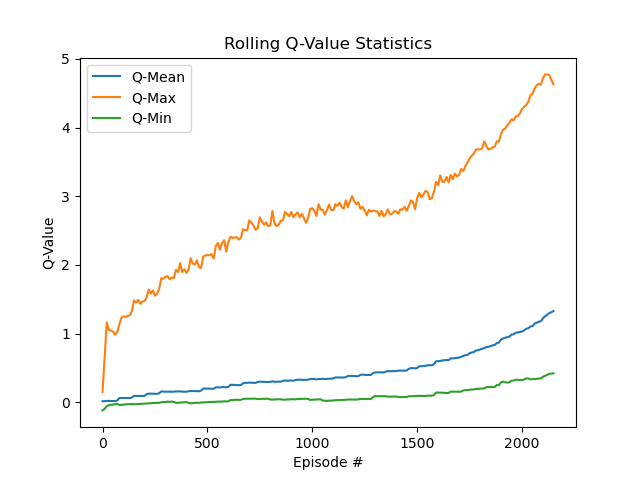 Rolling Q-Value Statistics
Q-Mean
Q-Max
Q-Min
5
4
3
2
1
0
Q-Value
0 500 1000 1500 2000
Episode #